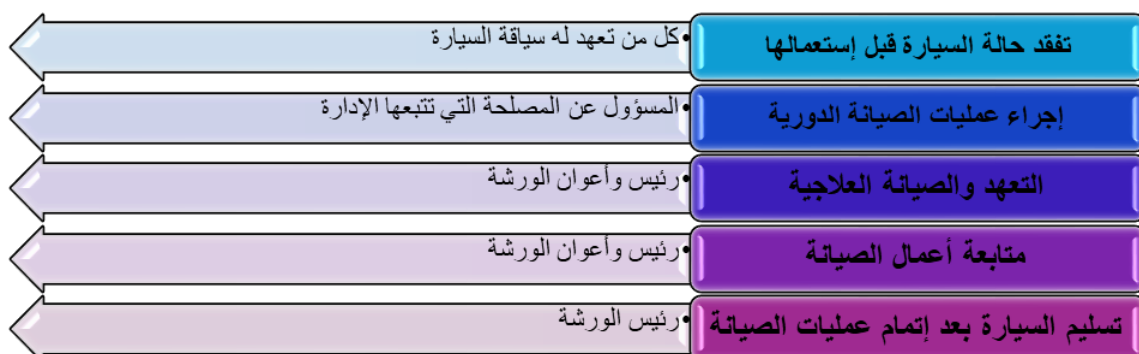 تفقد حالة السيارة قبل إستعمالها
•كل من تعهد له سياقة السيارة
إجراء عمليات الصيانة الدورية
•المسؤول عن المصلحة التي تتبعها الإدارة
التعهد والصيانة العلاجية
•رئيس وأعوان الورشة
متابعة أعمال الصيانة
•رئيس وأعوان الورشة
تسليم السيارة بعد إتمام عمليات الصيانة
•رئيس الورشة